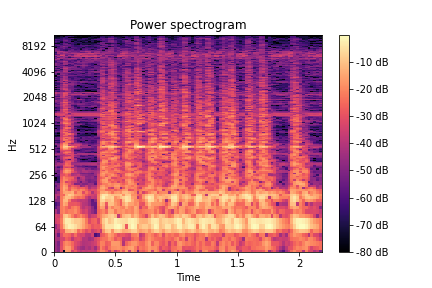 Power spectrogram
Hz
8192
4096
2048
1024
512
256
128
64
0
0 0.5 1 1.5 2
Time
-10 dB
-20 dB
-30 dB
-40 dB
-50 dB
-60 dB
-70 dB
-80 dB